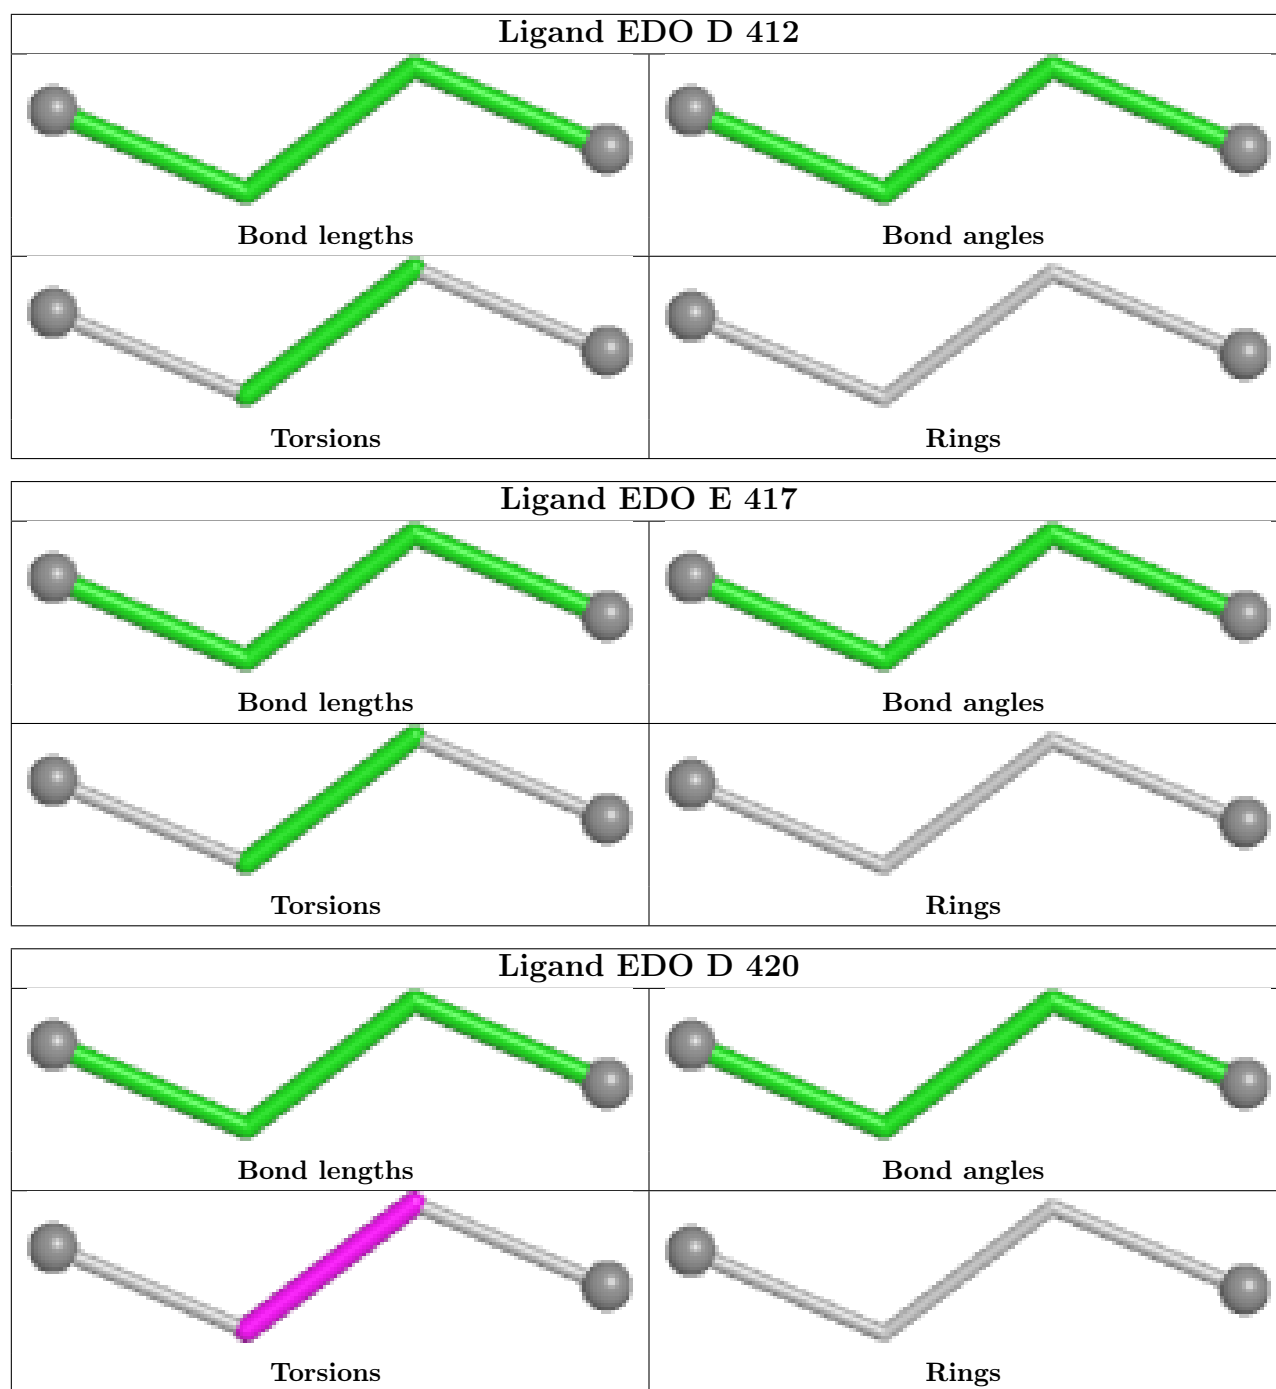 Ligand EDO D 412
Bond lengths
Bond angles
Torsions
Rings
Ligand EDO E 417
Bond lengths
Bond angles
Torsions
Rings
Ligand EDO D 420
Bond lengths
Bond angles
Torsions
Rings